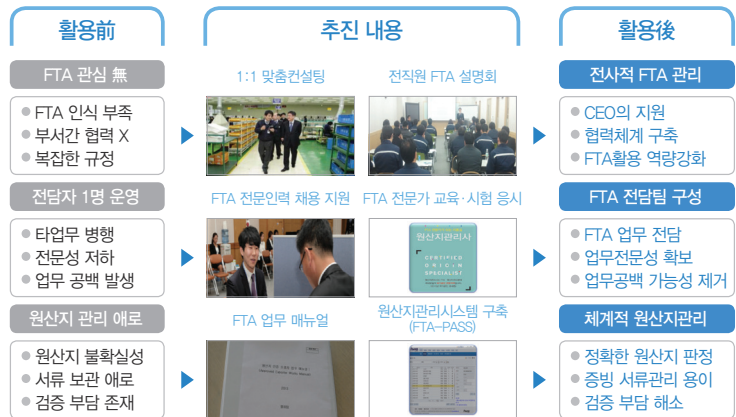 활용前
추진 내용
활용後
FTA 관심 無
1:1 맞춤컨설팅
전직원 FTA 설명회
전사적 FTA 관리
FTA 인식 부족
부서간 협력 X
복잡한 규정
CEO의 지원
협력체계 구축
FTA활용 역량강화
전담자 1명 운영
FTA 전문인력 채용 지원
FTA 전문가 교육·시험 응시
FTA 전담팀 구성
타업무 병행
전문성 저하
업무 공백 발생
원산지관리사
CERTIFIED
ORIGIN
SPECIALIST
FTA 업무 전담
업무전문성 확보
업무공백 가능성 제거
원산지 관리 애로
FTA 업무 매뉴얼
원산지관리시스템 구축
(FTA-PASS)
체계적 원산지관리
원산지 불확실성
서류 보관 애로
검증 부담 존재
정확한 원산지 판정
증빙 서류관리 용이
검증 부담 해소